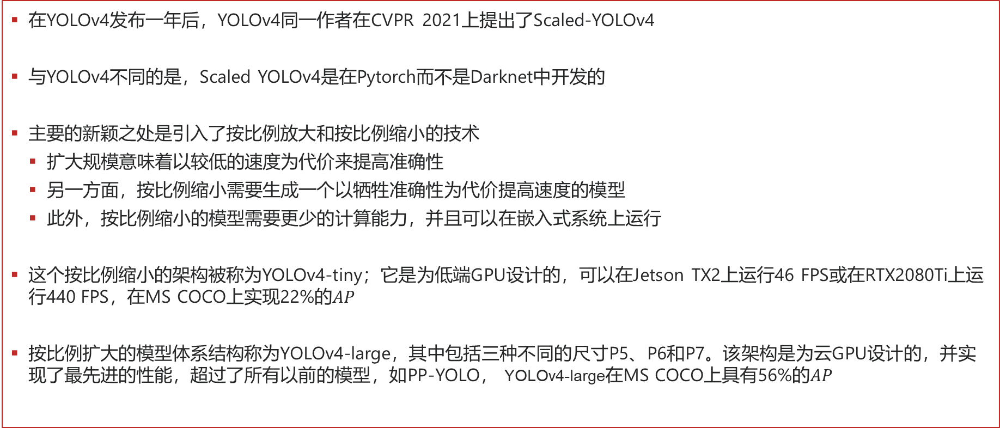 ▪ 在YOLOv4发布一年后，YOLOv4同一作者在CVPR 2021上提出了Scaled-YOLOv4
▪ 与YOLOv4不同的是，Scaled YOLOv4是在Pytorch而不是Darknet中开发的
▪ 主要的新颖之处是引入了按比例放大和按比例缩小的技术
▪ 扩大规模意味着以较低的速度为代价来提高准确性
▪ 另一方面，按比例缩小需要生成一个以牺牲准确性为代价提高速度的模型
▪ 此外，按比例缩小的模型需要更少的计算能力，并且可以在嵌入式系统上运行
▪ 这个按比例缩小的架构被称为YOLOv4-tiny；它是为低端GPU设计的，可以在Jetson TX2上运行46 FPS或在RTX2080Ti上运
行440 FPS，在MS COCO上实现22%的AP
▪ 按比例扩大的模型体系结构称为YOLOv4-large，其中包括三种不同的尺寸P5、P6和P7。该架构是为云GPU设计的，并实
现了最先进的性能，超过了所有以前的模型，如PP-YOLO， YOLOv4-large在MS COCO上具有56%的AP